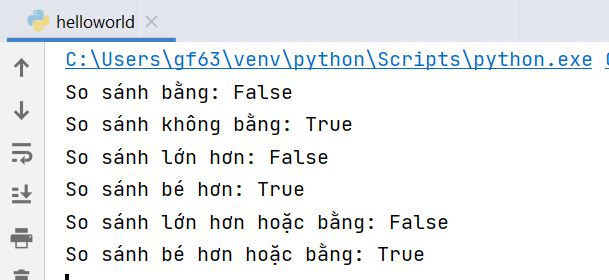 helloworld
C:\Users\gf63\venv\python\Scripts\python.exe
So sánh bằng: False
So sánh không bằng: True
So sánh lớn hơn: False
So sánh bé hơn: True
So sánh lớn hơn hoặc bằng: False
So sánh bé hơn hoặc bằng: True